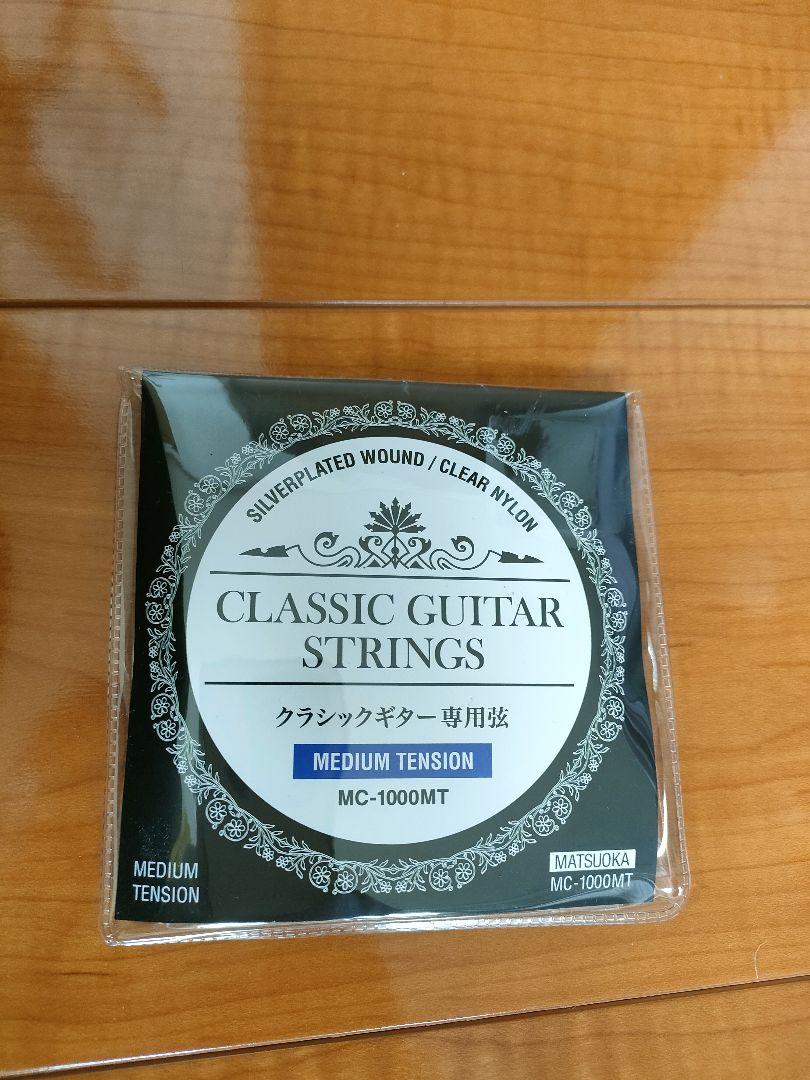 SILVERPLATED WOUND / CLEAR NYLON
CLASSIC GUITAR
STRINGS
クラシックギター専用弦
MEDIUM TENSION
MC-1000MT
MEDIUM
TENSION
MATSUOKA
MC-1000MT